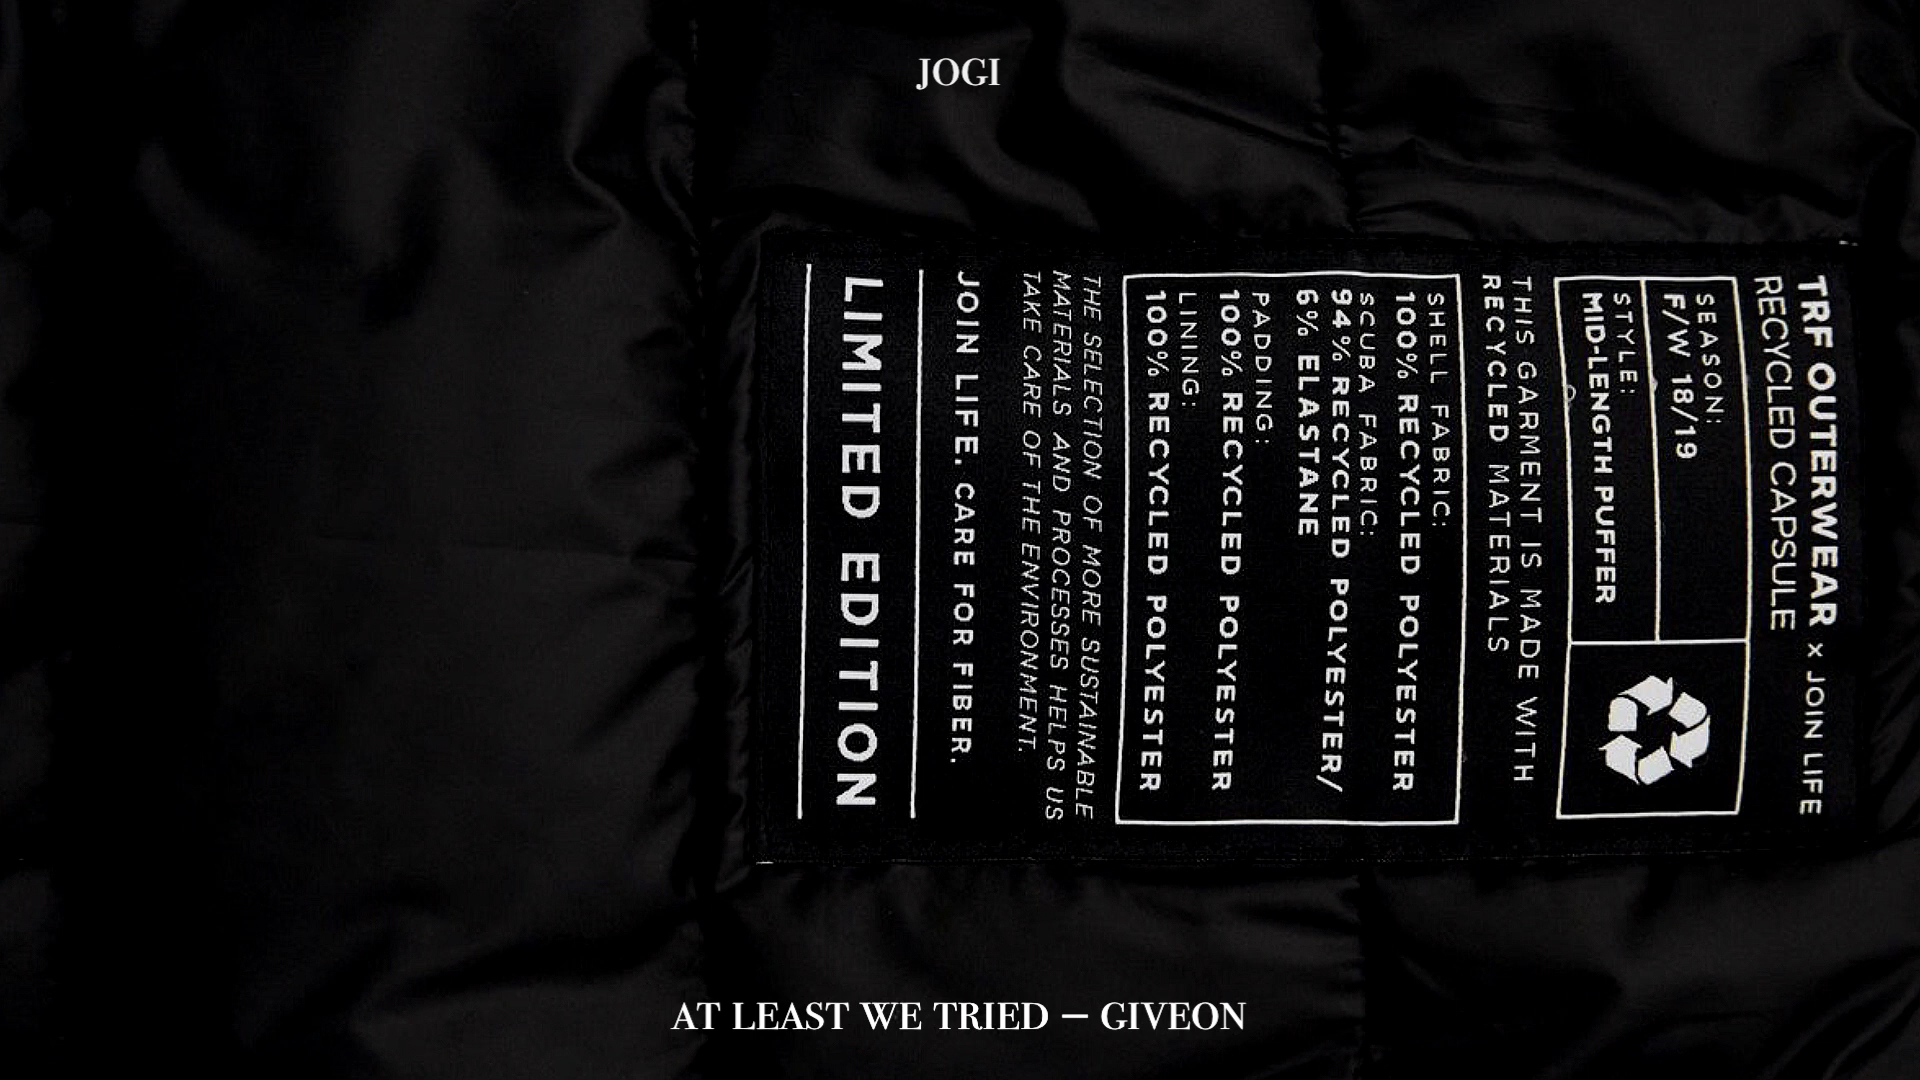 JOGI
TRF OUTERWEAR x JOIN LIFE
RECYCLED CAPSULE
SEASON:
F/W 18/19
STYLE:
MID-LENGTH PUFFER
THIS GARMENT IS MADE WITH
RECYCLED MATERIALS
SHELL FABRIC:
100% RECYCLED POLYESTER
SCUBA FABRIC:
94% RECYCLED POLYESTER/
6% ELASTANE
PADDING:
100% RECYCLED POLYESTER
LINING:
100% RECYCLED POLYESTER
THE SELECTION OF MORE SUSTAINABLE
MATERIALS AND PROCESSES HELPS US
TAKE CARE OF THE ENVIRONMENT.
JOIN LIFE. CARE FOR FIBER.
LIMITED EDITION
AT LEAST WE TRIED — GIVEON